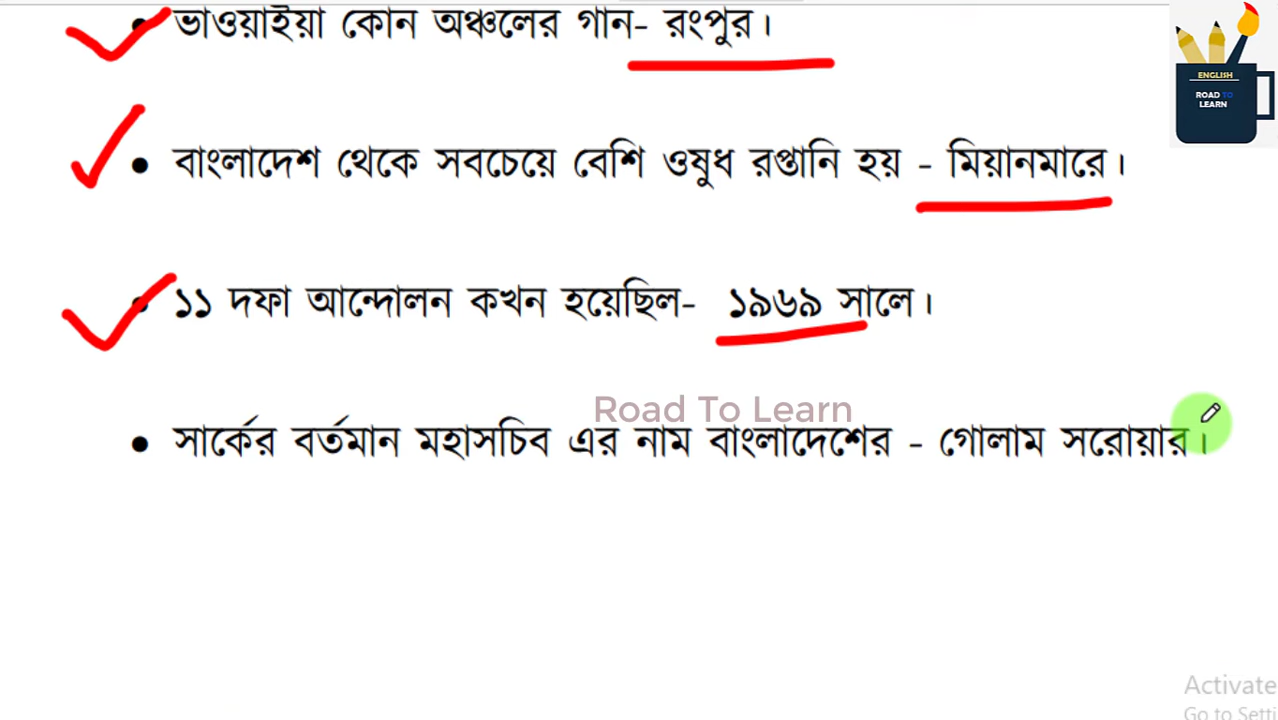 ভাওয়াইয়া কোন অঞ্চলের গান- রংপুর।
ENGLISH
ROAD TO
LEARN
বাংলাদেশ থেকে সবচেয়ে বেশি ওষুধ রপ্তানি হয় - মিয়ানমারে।
১১ দফা আন্দোলন কখন হয়েছিল- ১৯৬৯ সালে।
Road To Learn
সার্কের বর্তমান মহাসচিব এর নাম বাংলাদেশের - গোলাম সরোয়ার।
Activate
Go to Setti